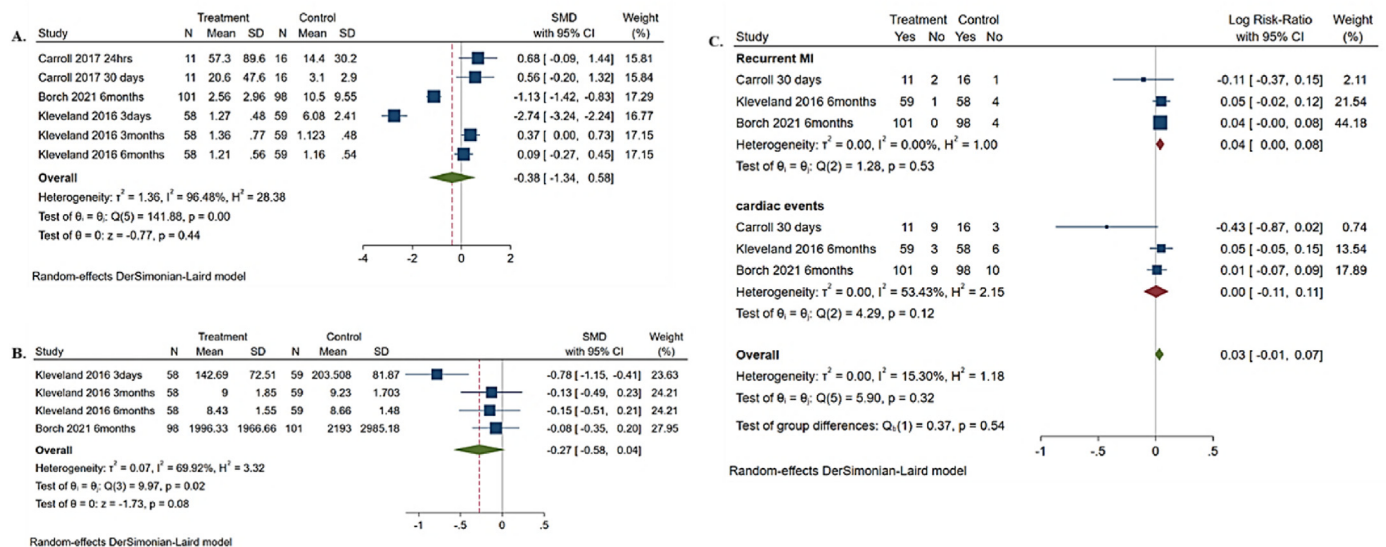 A.
Treatment Control SMD Weight
Study N Mean SD N Mean SD with 95% CI (%)
Carroll 2017 24hrs 11 57.3 89.6 16 14.4 30.2 0.68 [ -0.09, 1.44] 15.81
Carroll 2017 30 days 11 20.6 47.6 16 3.1 2.9 0.56 [ -0.20, 1.32] 15.84
Borch 2021 6months 101 2.56 2.96 98 10.5 9.55 -1.13 [ -1.42, -0.83] 17.29
Kleveland 2016 3days 58 1.27 .48 59 6.08 2.41 -2.74 [ -3.24, -2.24] 16.77
Kleveland 2016 3months 58 1.36 .77 59 1.123 .48 0.37 [ 0.00, 0.73] 17.15
Kleveland 2016 6months 58 1.21 .56 59 1.16 .54 0.09 [ -0.27, 0.45] 17.15
Overall -0.38 [ -1.34, 0.58]
Heterogeneity: τ² = 1.36, I² = 96.48%, H² = 28.38
Test of θᵢ = θⱼ: Q(5) = 141.88, p = 0.00
Test of θ = 0: z = -0.77, p = 0.44
-4 -2 0 2
Random-effects DerSimonian-Laird model
B.
Treatment Control SMD Weight
Study N Mean SD N Mean SD with 95% CI (%)
Kleveland 2016 3days 58 142.69 72.51 59 203.508 81.87 -0.78 [ -1.15, -0.41] 23.63
Kleveland 2016 3months 58 9 1.85 59 9.23 1.703 -0.13 [ -0.49, 0.23] 24.21
Kleveland 2016 6months 58 8.43 1.55 59 8.66 1.48 -0.15 [ -0.51, 0.21] 24.21
Borch 2021 6months 98 1996.33 1966.66 101 2193 2985.18 -0.08 [ -0.35, 0.20] 27.95
Overall -0.27 [ -0.58, 0.04]
Heterogeneity: τ² = 0.07, I² = 69.92%, H² = 3.32
Test of θᵢ = θⱼ: Q(3) = 9.97, p = 0.02
Test of θ = 0: z = -1.73, p = 0.08
-1 -.5 0 .5
Random-effects DerSimonian-Laird model
C.
Treatment Control Log Risk-Ratio Weight
Study Yes No Yes No with 95% CI (%)
Recurrent MI
Carroll 30 days 11 2 16 1 -0.11 [ -0.37, 0.15] 2.11
Kleveland 2016 6months 59 1 58 4 0.05 [ -0.02, 0.12] 21.54
Borch 2021 6months 101 0 98 4 0.04 [ -0.00, 0.08] 44.18
Heterogeneity: τ² = 0.00, I² = 0.00%, H² = 1.00 0.04 [ 0.00, 0.08]
Test of θᵢ = θⱼ: Q(2) = 1.28, p = 0.53
cardiac events
Carroll 30 days 11 9 16 3 -0.43 [ -0.87, 0.02] 0.74
Kleveland 2016 6months 59 3 58 6 0.05 [ -0.05, 0.15] 13.54
Borch 2021 6months 101 9 98 10 0.01 [ -0.07, 0.09] 17.89
Heterogeneity: τ² = 0.00, I² = 53.43%, H² = 2.15 0.00 [ -0.11, 0.11]
Test of θᵢ = θⱼ: Q(2) = 4.29, p = 0.12
Overall 0.03 [ -0.01, 0.07]
Heterogeneity: τ² = 0.00, I² = 15.30%, H² = 1.18
Test of θᵢ = θⱼ: Q(5) = 5.90, p = 0.32
Test of group differences: Q_b(1) = 0.37, p = 0.54
-1 -.5 0 .5
Random-effects DerSimonian-Laird model